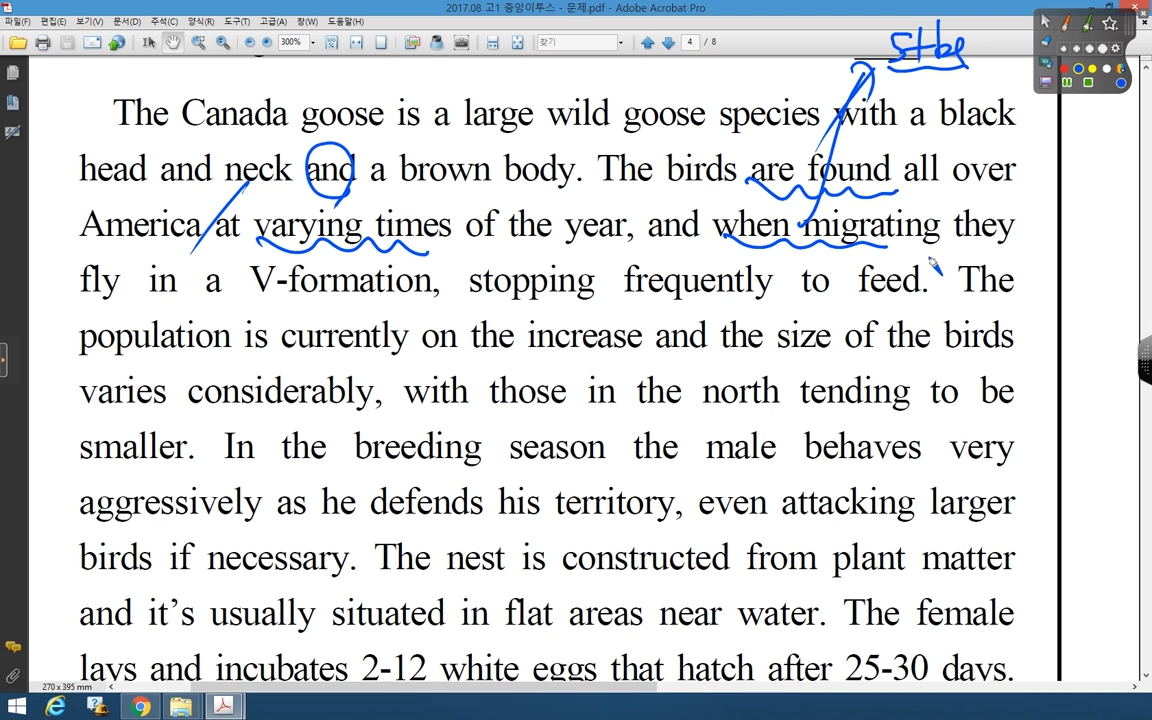 2017.08 고1 중앙이투스 - 문제.pdf - Adobe Acrobat Pro
파일(F) 편집(E) 보기(V) 문서(D) 주석(C) 양식(R) 도구(T) 고급(A) 창(W) 도움말(H)
300% 찾기 4 / 8
S+be
The Canada goose is a large wild goose species with a black
head and neck and a brown body. The birds are found all over
America at varying times of the year, and when migrating they
fly in a V-formation, stopping frequently to feed. The
population is currently on the increase and the size of the birds
varies considerably, with those in the north tending to be
smaller. In the breeding season the male behaves very
aggressively as he defends his territory, even attacking larger
birds if necessary. The nest is constructed from plant matter
and it's usually situated in flat areas near water. The female
lays and incubates 2-12 white eggs that hatch after 25-30 days.
270 x 395 mm